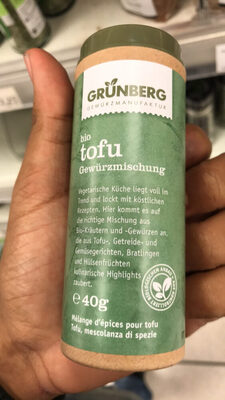 GRÜNBERG
GEWÜRZMANUFAKTUR
bio
tofu
Gewürzmischung
Vegetarische Küche liegt voll im
Trend und lockt mit köstlichen
Rezepten. Hier kommt es auf
die richtige Mischung aus
Bio-Kräutern und -Gewürzen an,
die aus Tofu-, Getreide- und
Gemüsegerichten, Bratlingen
und Hülsenfrüchten
kulinarische Highlights
zaubert.
e 40g
Mélange d'épices pour tofu
Tofu, mescolanza di spezie